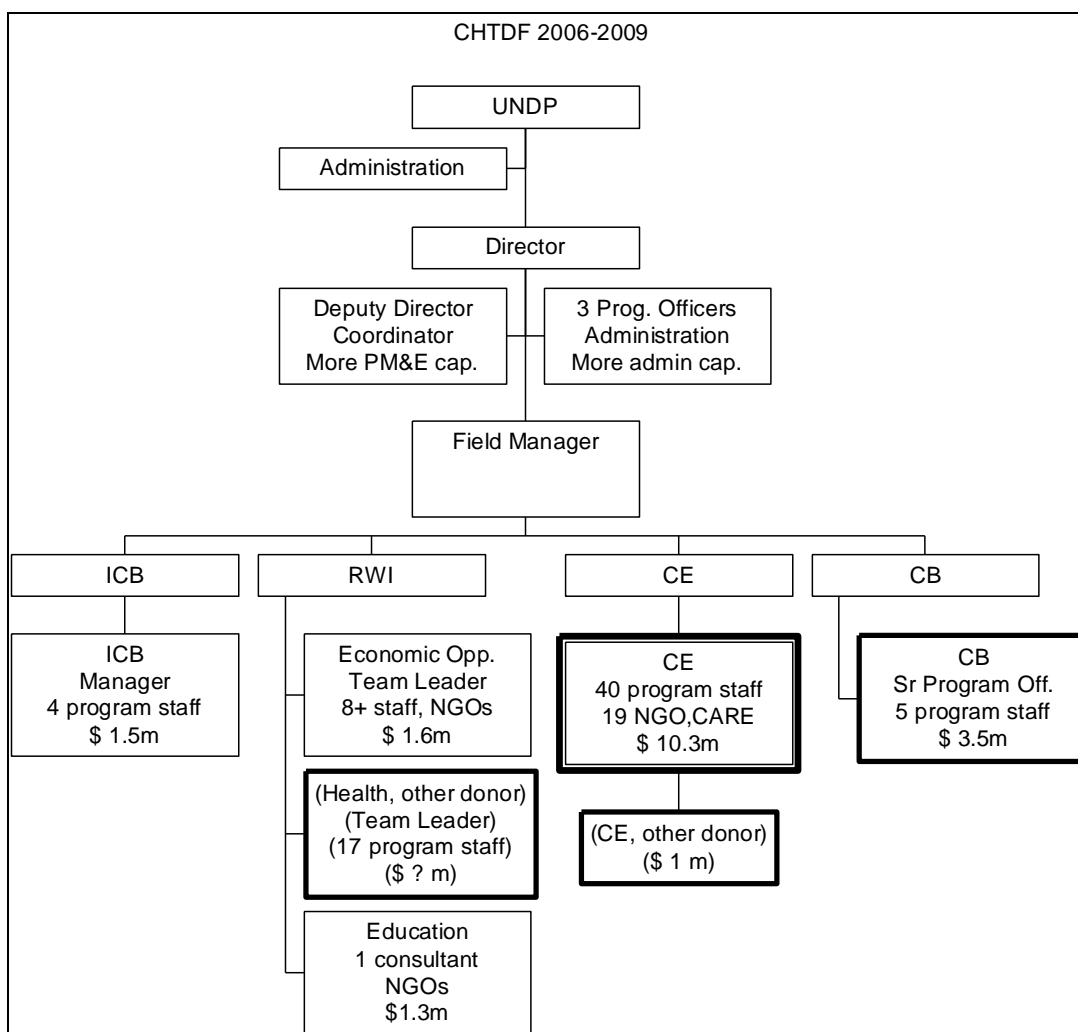 CHTDF 2006-2009
UNDP
Administration
Director
Deputy Director
Coordinator
More PM&E cap.
3 Prog. Officers
Administration
More admin cap.
Field Manager
ICB
RWI
CE
CB
ICB
Manager
4 program staff
$ 1.5m
Economic Opp.
Team Leader
8+ staff, NGOs
$ 1.6m
CE
40 program staff
19 NGO,CARE
$ 10.3m
CB
Sr Program Off.
5 program staff
$ 3.5m
(Health, other donor)
(Team Leader)
(17 program staff)
($ ? m)
(CE, other donor)
($ 1 m)
Education
1 consultant
NGOs
$1.3m